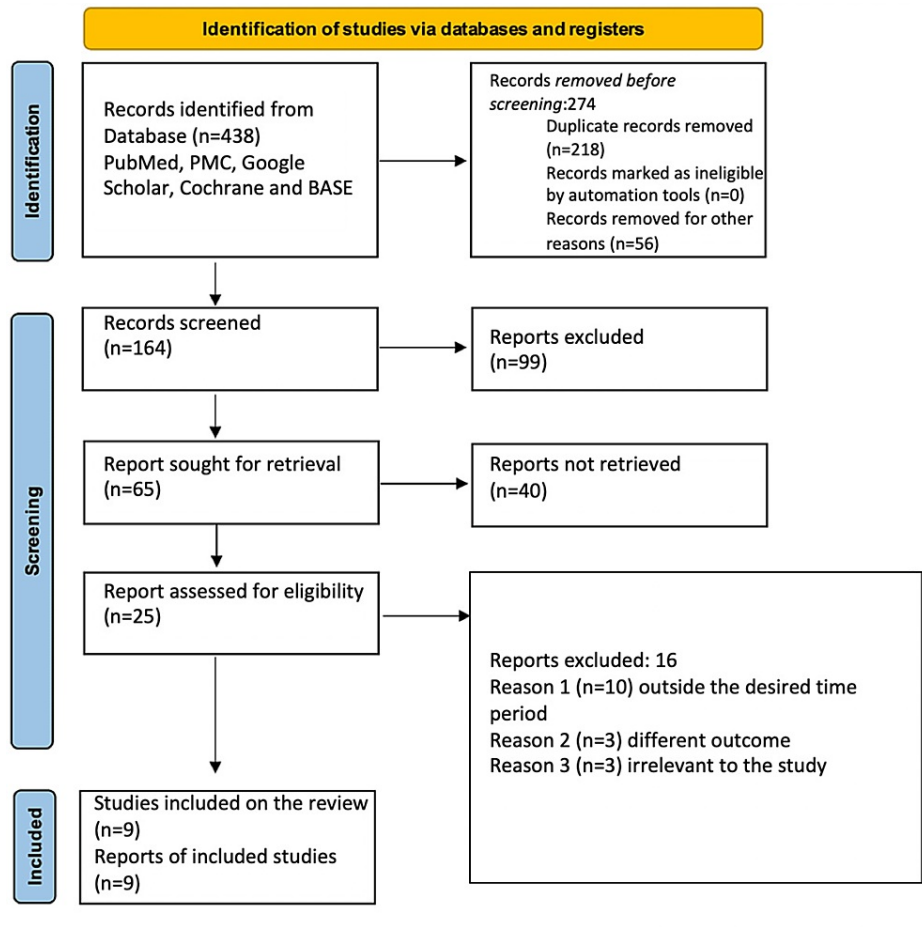 Identification of studies via databases and registers
Identification
Records identified from
Database (n=438)
PubMed, PMC, Google
Scholar, Cochrane and BASE
Records removed before
screening:274
Duplicate records removed
(n=218)
Records marked as ineligible
by automation tools (n=0)
Records removed for other
reasons (n=56)
Screening
Records screened
(n=164)
Reports excluded
(n=99)
Report sought for retrieval
(n=65)
Reports not retrieved
(n=40)
Report assessed for eligibility
(n=25)
Reports excluded: 16
Reason 1 (n=10) outside the desired time
period
Reason 2 (n=3) different outcome
Reason 3 (n=3) irrelevant to the study
Included
Studies included on the review
(n=9)
Reports of included studies
(n=9)